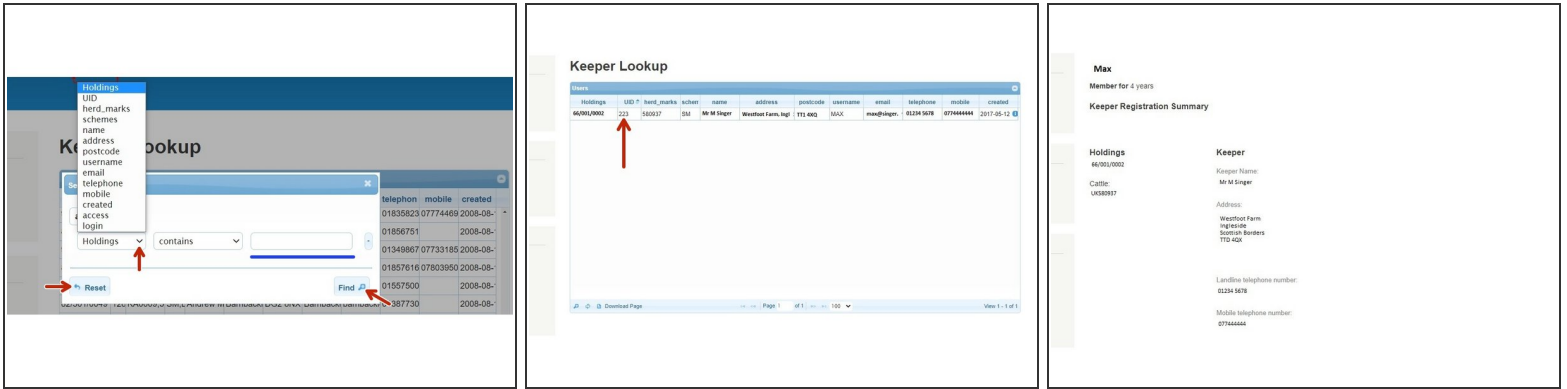 Holdings
UID
herd_marks
schemes
name
address
postcode
username
email
telephone
mobile
created
access
login
Holdings
contains
Reset
Find
telephon mobile created
01835823 07774469 2008-08-
01856751 2008-08-
01349867 07733185 2008-08-
01857616 07803950 2008-08-
01557500 2008-08-
387730 2008-08-
Keeper Lookup
Users
Holdings UID herd_marks schen name address postcode username email telephone mobile created
66/001/0002 223 580937 SM Mr M Singer Westfoot Farm, Ingl TT1 4XQ MAX max@singer. 01234 5678 0774444444 2017-05-12
Download Page Page 1 of 1 100 View 1 - 1 of 1
Max
Member for 4 years
Keeper Registration Summary
Holdings
66/001/0002
Cattle:
UK580937
Keeper
Keeper Name:
Mr M Singer
Address:
Westfoot Farm
Ingleside
Scottish Borders
TTD 4QX
Landline telephone number:
01234 5678
Mobile telephone number:
077444444